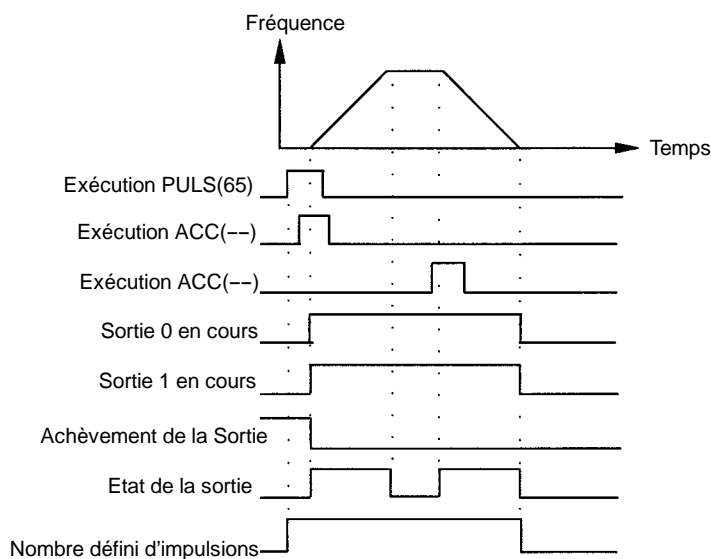 Fréquence
Temps
Exécution PULS(65)
Exécution ACC(−−)
Exécution ACC(−−)
Sortie 0 en cours
Sortie 1 en cours
Achèvement de la Sortie
Etat de la sortie
Nombre défini d'impulsions